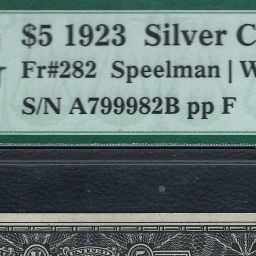 $5 1923 Silver C
Fr#282 Speelman | W
S/N A799982B pp F